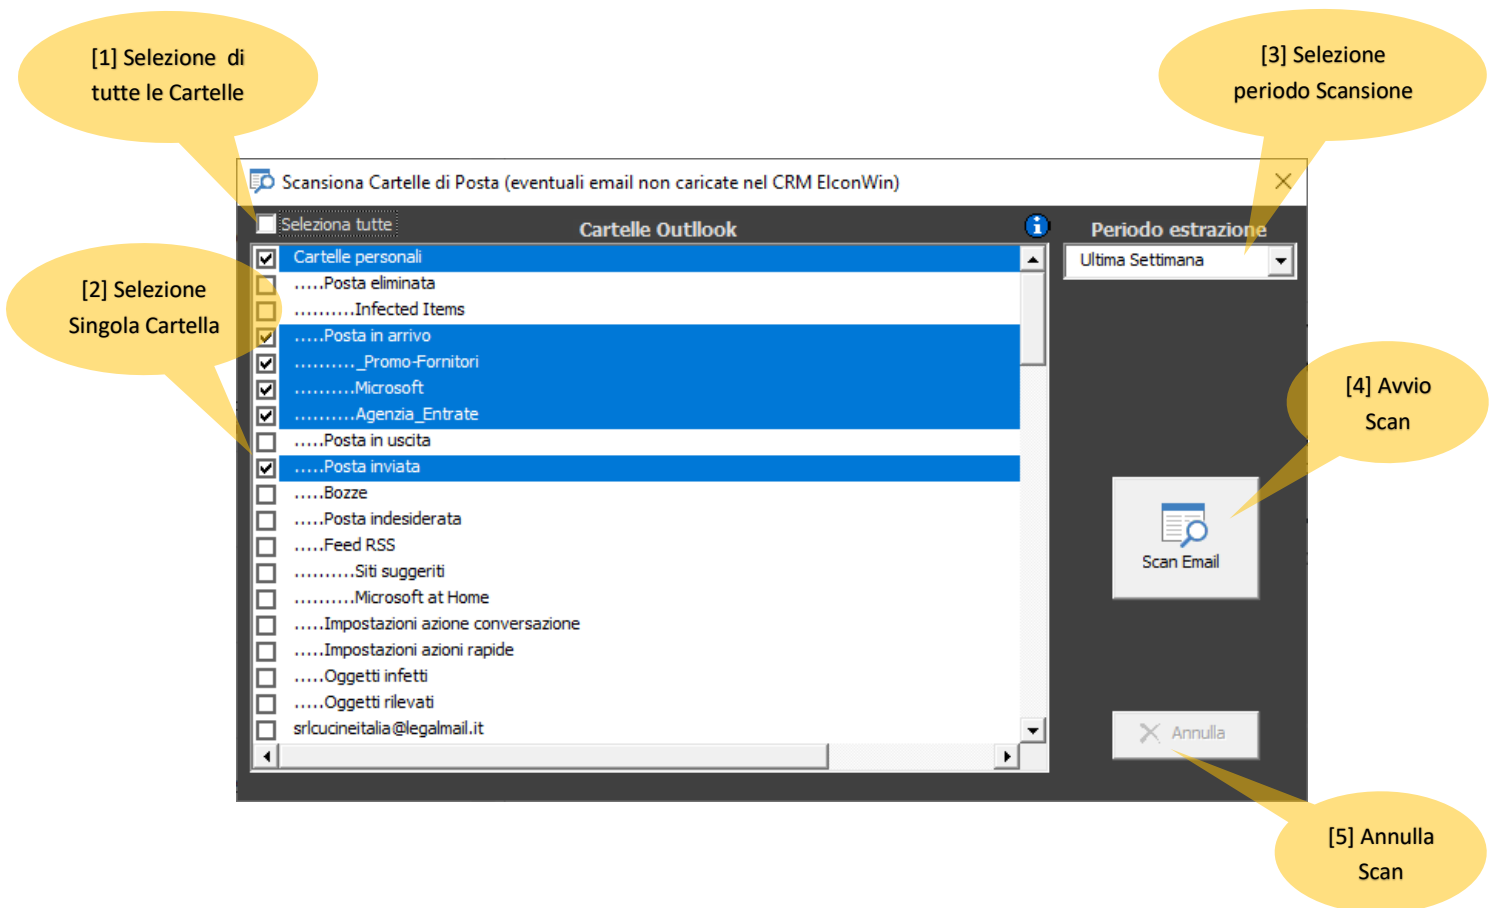 [1] Selezione di
tutte le Cartelle
[3] Selezione
periodo Scansione
Scansiona Cartelle di Posta (eventuali email non caricate nel CRM ElconWin)
Seleziona tutte
Cartelle Outllook
Periodo estrazione
Ultima Settimana
[2] Selezione
Singola Cartella
Cartelle personali
.....Posta eliminata
..........Infected Items
.....Posta in arrivo
.........._Promo-Fornitori
..........Microsoft
..........Agenzia_Entrate
.....Posta in uscita
.....Posta inviata
.....Bozze
.....Posta indesiderata
.....Feed RSS
..........Siti suggeriti
..........Microsoft at Home
.....Impostazioni azione conversazione
.....Impostazioni azioni rapide
.....Oggetti infetti
.....Oggetti rilevati
srlcucineitalia@legalmail.it
[4] Avvio
Scan
Scan Email
Annulla
[5] Annulla
Scan